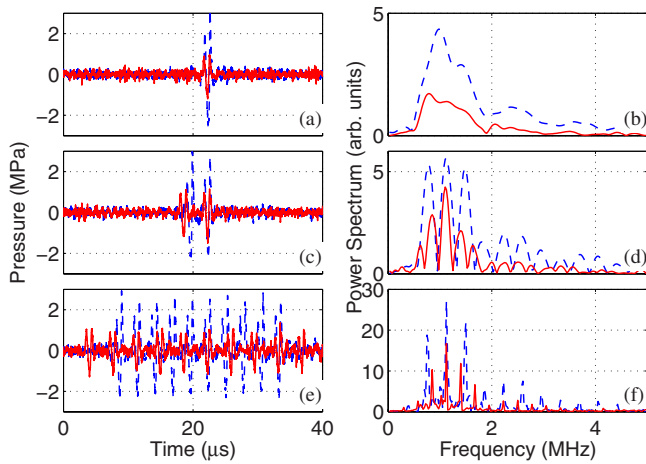 2
0
−2
(a)
5
0
(b)
2
0
−2
(c)
5
0
(d)
2
0
−2
(e)
0 20 40
30
20
10
0
(f)
0 2 4
Pressure (MPa)
Power Spectrum (arb. units)
Time (μs)
Frequency (MHz)